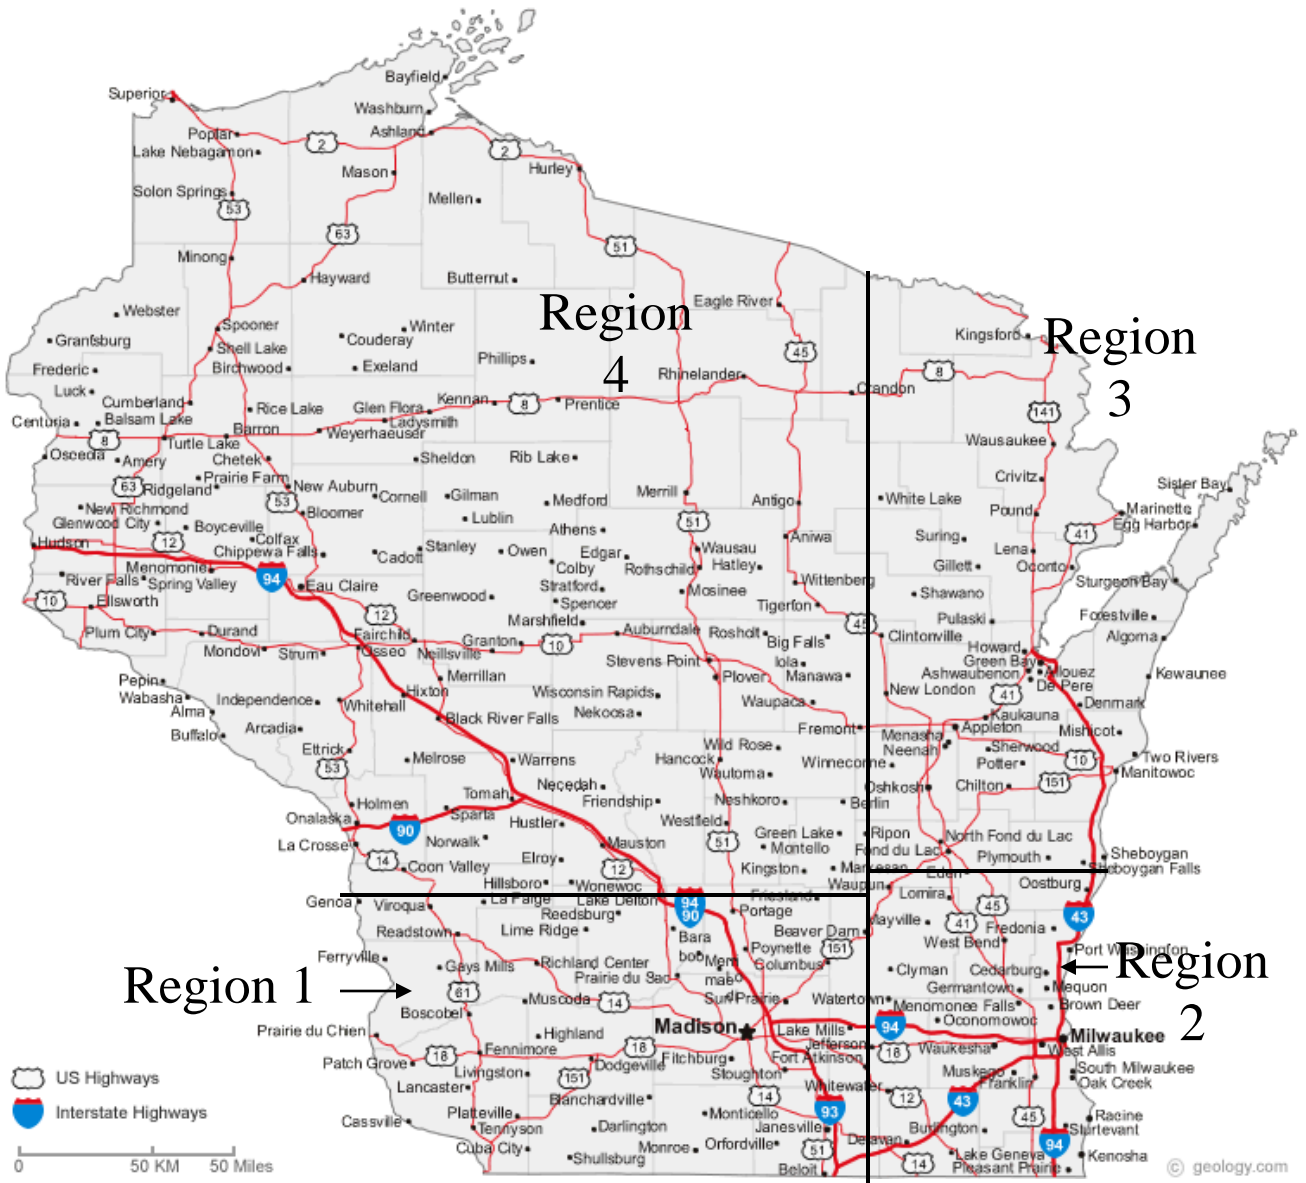 Bayfield
Superior
Washburn
Poplar
2
Ashland
Lake Nebagamon
2
Mason
Hurley
Solon Springs
Mellen
53
63
51
Minong
Hayward
Butternut
Eagle River
Region
4
Webster
Spooner
Winter
Kingsford
Region
3
Grantsburg
Couderay
Shell Lake
45
Phillips
Frederic
Birchwood
Exeland
Rhinelander
8
Luck
Crandon
Cumberland
Rice Lake
Glen Flora
Kennan
8
Prentice
141
Centuria
Balsam Lake
Ladysmith
Barron
Weyerhaeuser
8
Turtle Lake
Wausaukee
Osceola
Amery
Chetek
Sheldon
Rib Lake
Prairie Farm
Crivitz
Sister Bay
63
Ridgeland
New Auburn
Cornell
Gilman
Medford
Merrill
Antigo
White Lake
53
New Richmond
Bloomer
Lublin
51
Pound
Marinette
Glenwood City
Boyceville
Athens
Aniwa
Suring
41
Egg Harbor
Hudson
12
Colfax
Chippewa Falls
Cadott
Stanley
Owen
Edgar
Wausau
Lena
Menomonie
Colby
Rothschild
Hatley
Gillett
Oconto
River Falls
Spring Valley
94
Eau Claire
Stratford
Mosinee
Wittenberg
Sturgeon Bay
10
Ellsworth
Greenwood
Spencer
Tigerton
Shawano
12
Marshfield
45
Pulaski
Forestville
Plum City
Durand
Fairchild
Granton
10
Auburndale
Rosholt
Big Falls
Clintonville
Algoma
Mondovi
Strum
Osseo
Neillsville
Stevens Point
Iola
Howard
Green Bay
Pepin
Merrillan
Plover
Manawa
Ashwaubenon
Allouez
Kewaunee
Wabasha
Independence
Hixton
Wisconsin Rapids
New London
De Pere
41
Alma
Whitehall
Nekoosa
Waupaca
Denmark
Arcadia
Black River Falls
Kaukauna
Buffalo
Fremont
Appleton
Mishicot
Menasha
Ettrick
Wild Rose
Neenah
Sherwood
Two Rivers
53
Melrose
Warrens
Hancock
Winneconne
Potter
10
Manitowoc
Wautoma
151
Necedah
Oshkosh
Chilton
Holmen
Tomah
Friendship
Neshkoro
Berlin
Onalaska
90
Sparta
Hustler
Westfield
Green Lake
Ripon
North Fond du Lac
La Crosse
Norwalk
Mauston
51
Montello
Fond du Lac
Plymouth
Sheboygan
14
Coon Valley
Elroy
12
Kingston
Markesan
Eden
Sheboygan Falls
Hillsboro
Wonewoc
Waupun
Oostburg
Genoa
Viroqua
La Farge
Lake Delton
94
90
Friesland
Lomira
45
Reedsburg
Portage
Mayville
41
43
Readstown
Lime Ridge
Beaver Dam
Fredonia
Bara
boo
Poynette
151
West Bend
Port Washington
Ferryville
Gays Mills
Richland Center
Columbus
Clyman
Cedarburg
Region
2
Region 1
Prairie du Sac
61
Muscoda
14
Sun Prairie
Watertown
Germantown
Mequon
Boscobel
Menomonee Falls
Brown Deer
Prairie du Chien
Highland
Madison
Lake Mills
94
Oconomowoc
Milwaukee
Fennimore
18
Jefferson
18
Waukesha
West Allis
18
Patch Grove
Dodgeville
Fitchburg
Fort Atkinson
Livingston
151
Stoughton
Muskego
South Milwaukee
US Highways
Lancaster
Whitewater
Franklin
Oak Creek
Blanchardville
14
12
43
Interstate Highways
Platteville
Monticello
93
45
Racine
Cassville
Tennyson
Darlington
Janesville
Burlington
Sturtevant
Cuba City
Monroe
Orfordville
51
Delavan
94
Shullsburg
Lake Geneva
Kenosha
Beloit
14
Pleasant Prairie
0 50 KM 50 Miles
© geology.com